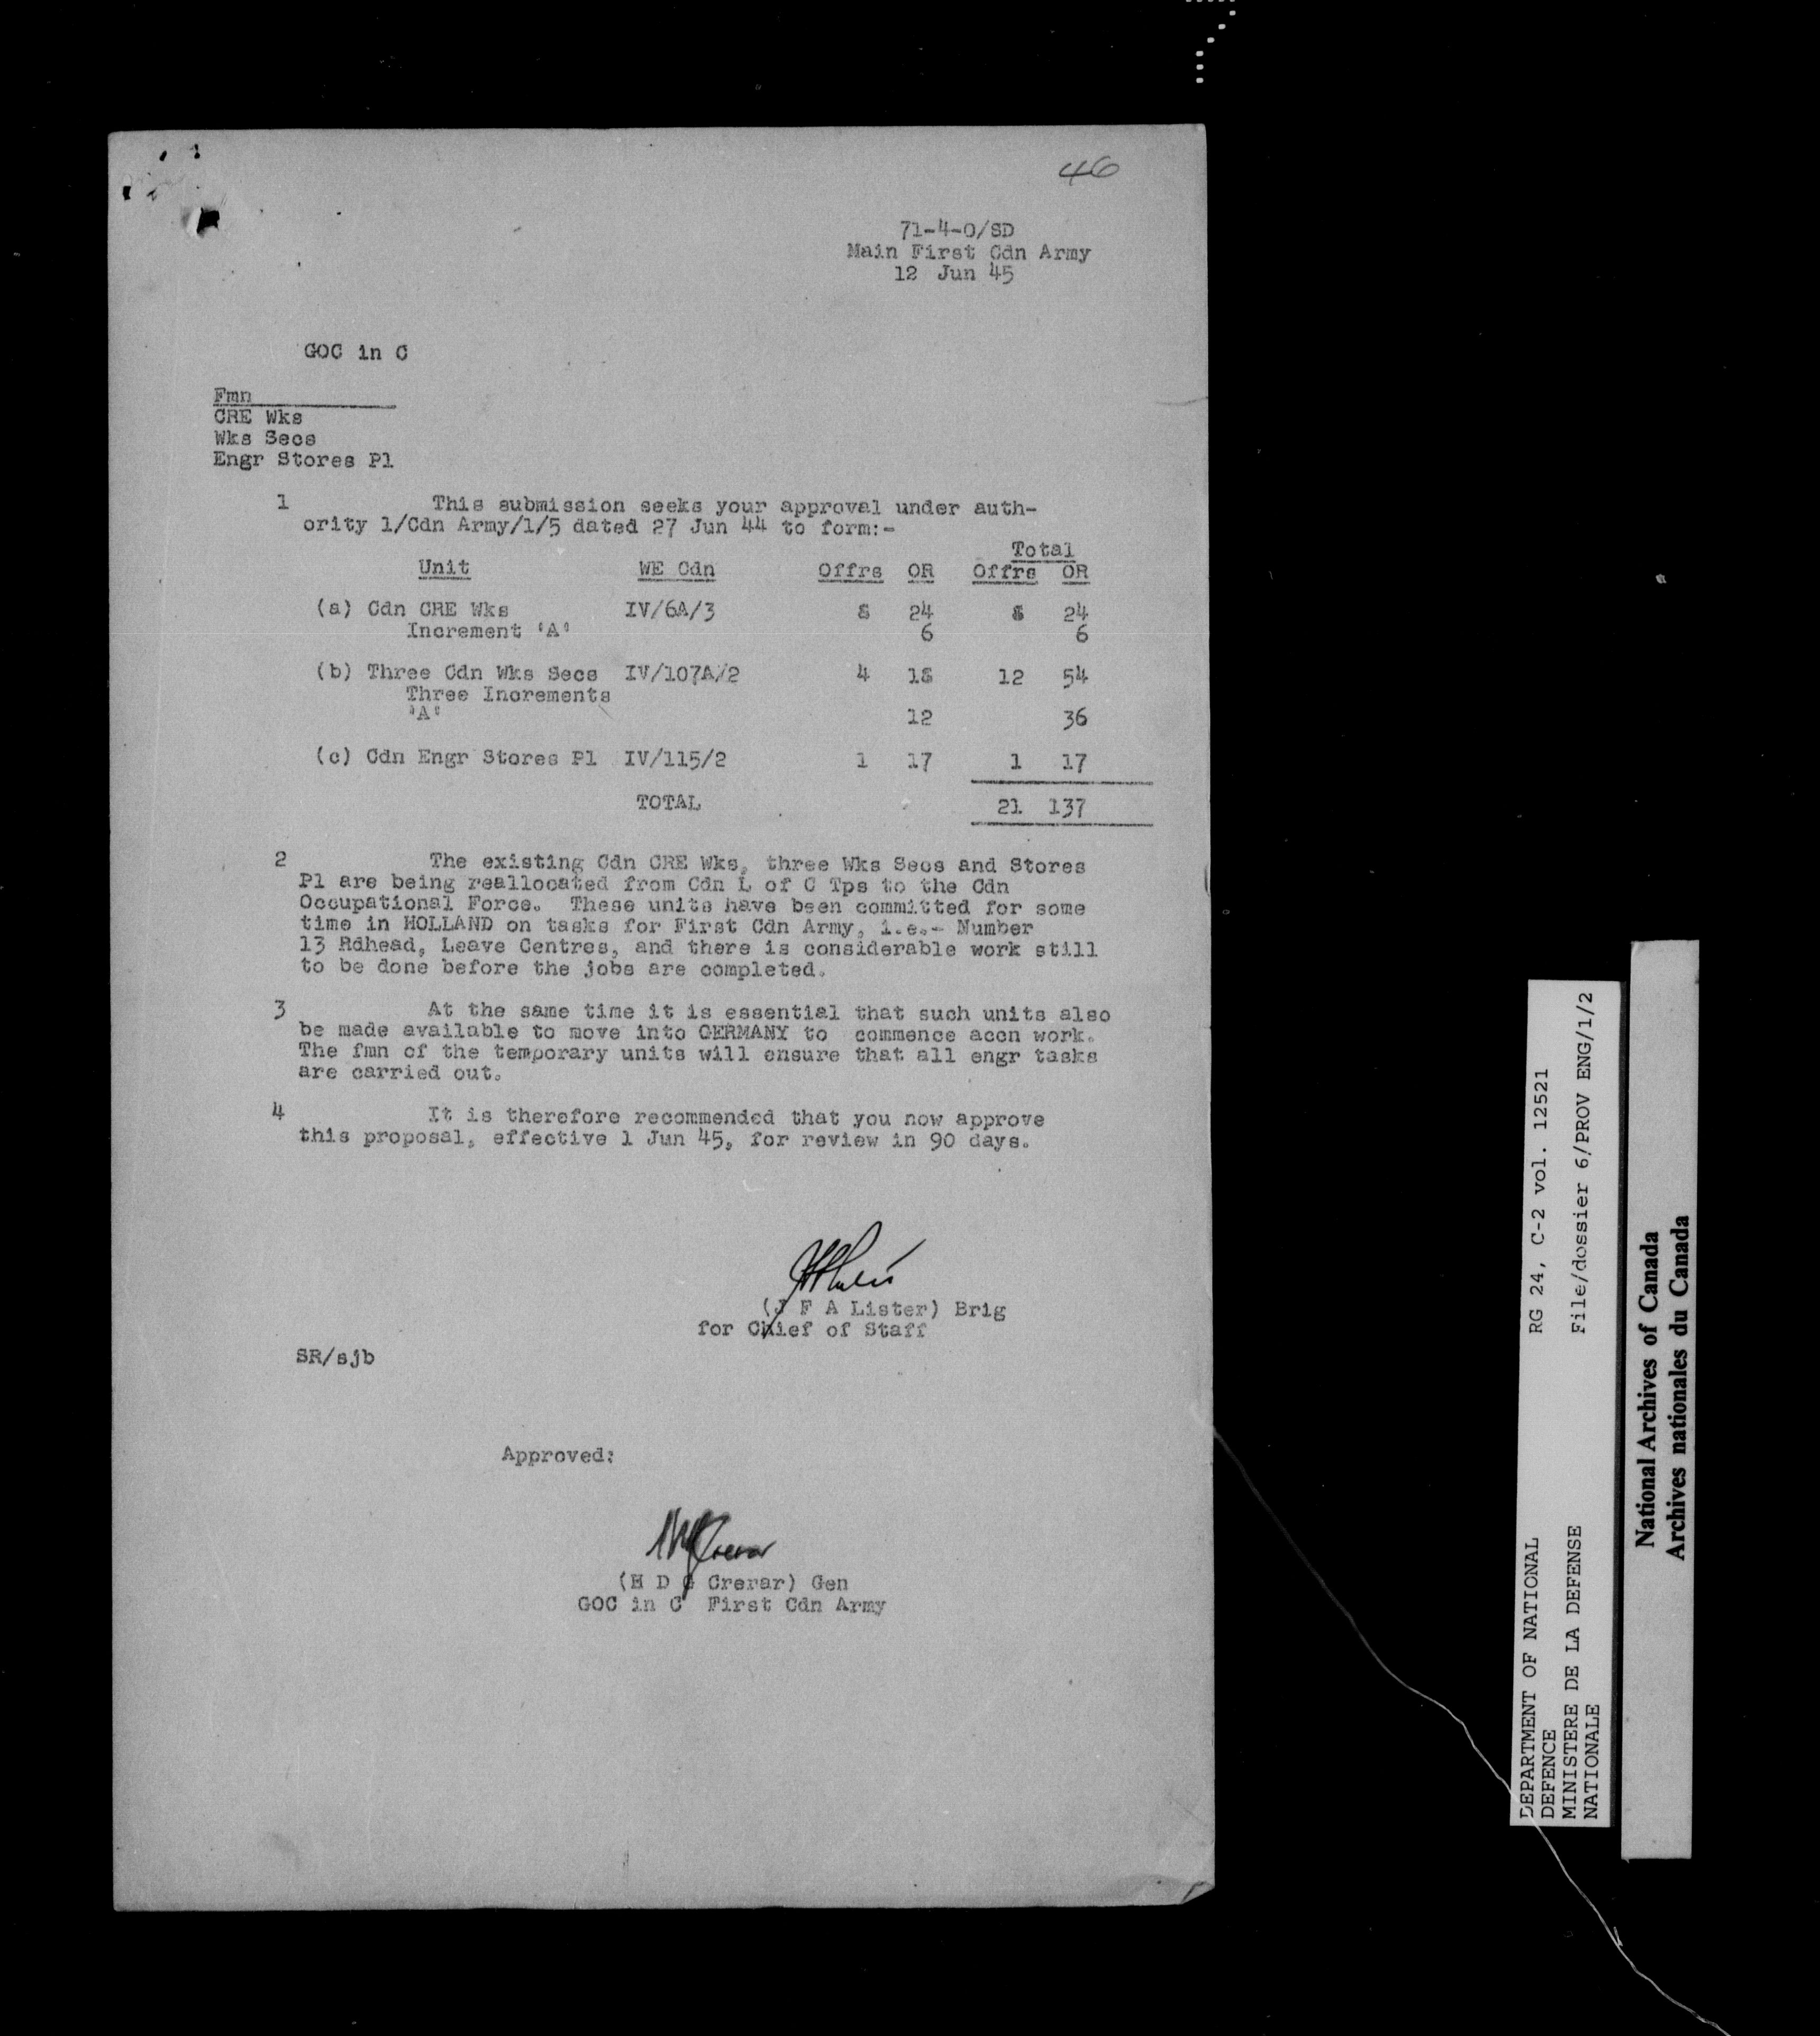 46
71-4-0/SD
Main First Cdn Army
12 Jun 45
GOC in C
Fmn
CRE Wks
Wks Secs
Engr Stores Pl
1 This submission seeks your approval under auth-
ority 1/Cdn Army/1/5 dated 27 Jun 44 to form:-
Total
Unit WE Cdn Offrs OR Offrs OR
(a) Cdn CRE Wks IV/6A/3 8 24 8 24
Increment 'A' 6 6
(b) Three Cdn Wks Secs IV/107A/2 4 18 12 54
Three Increments
'A' 12 36
(c) Cdn Engr Stores Pl IV/115/2 1 17 1 17
TOTAL 21 137
2 The existing Cdn CRE Wks, three Wks Secs and Stores
Pl are being reallocated from Cdn L of C Tps to the Cdn
Occupational Force. These units have been committed for some
time in HOLLAND on tasks for First Cdn Army, i.e.- Number
13 Rdhead, Leave Centres, and there is considerable work still
to be done before the jobs are completed.
3 At the same time it is essential that such units also
be made available to move into GERMANY to commence accn work.
The fmn of the temporary units will ensure that all engr tasks
are carried out.
4 It is therefore recommended that you now approve
this proposal, effective 1 Jun 45, for review in 90 days.
(J F A Lister) Brig
for Chief of Staff
SR/sjb
Approved:
(H D G Crerar) Gen
GOC in C First Cdn Army
DEPARTMENT OF NATIONAL RG 24, C-2 vol. 12521
DEFENCE
MINISTERE DE LA DEFENSE File/dossier 6/PROV ENG/1/2
NATIONALE
National Archives of Canada
Archives nationales du Canada